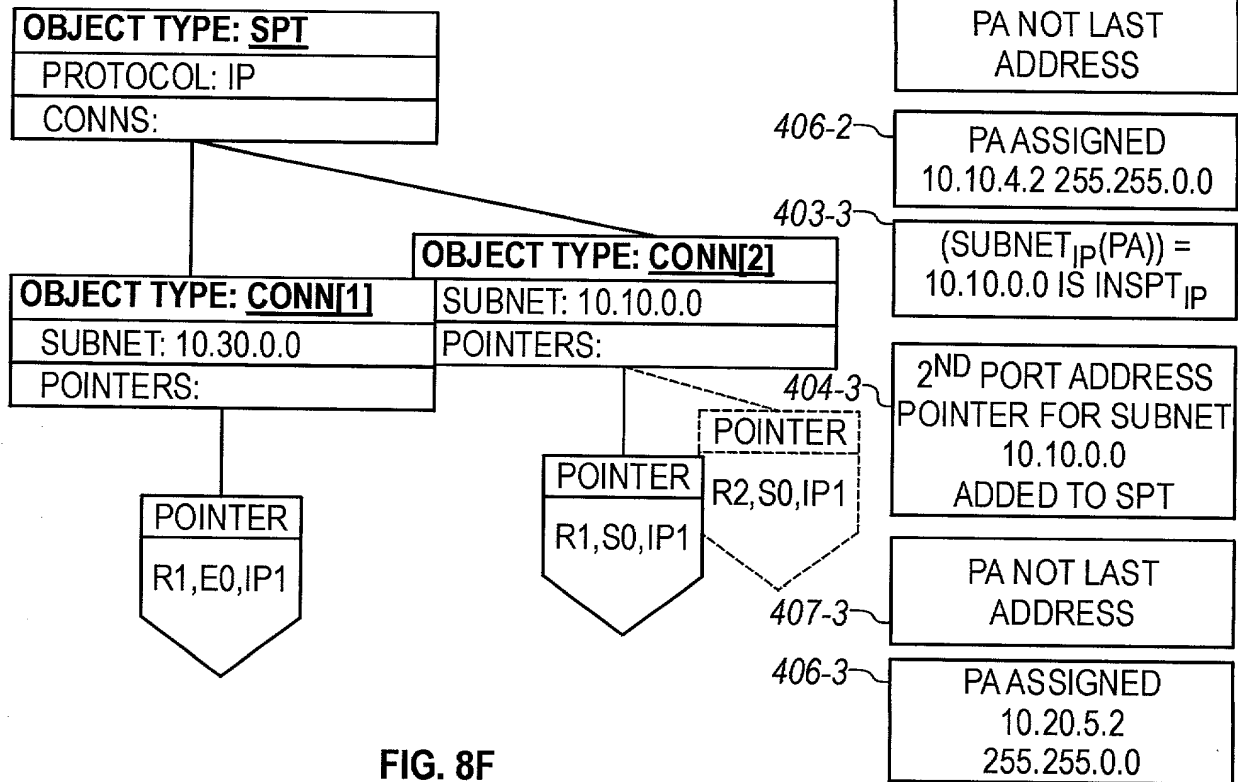 OBJECT TYPE: SPT
PROTOCOL: IP
CONNS:
OBJECT TYPE: CONN[1]
SUBNET: 10.30.0.0
POINTERS:
OBJECT TYPE: CONN[2]
SUBNET: 10.10.0.0
POINTERS:
POINTER
R1,E0,IP1
POINTER
R1,S0,IP1
POINTER
R2,S0,IP1
PA NOT LAST
ADDRESS
406-2
PA ASSIGNED
10.10.4.2 255.255.0.0
403-3
(SUBNETIP(PA)) =
10.10.0.0 IS INSPTIP
404-3
2ND PORT ADDRESS
POINTER FOR SUBNET
10.10.0.0
ADDED TO SPT
407-3
PA NOT LAST
ADDRESS
406-3
PA ASSIGNED
10.20.5.2
255.255.0.0
FIG. 8F